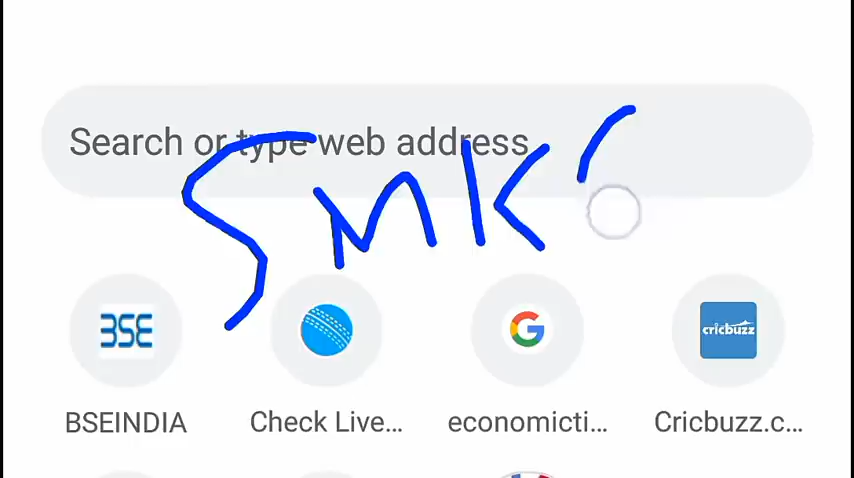 Search or type web address
SMK
BSE
cricbuzz
BSEINDIA
Check Live...
economicti...
Cricbuzz.c...